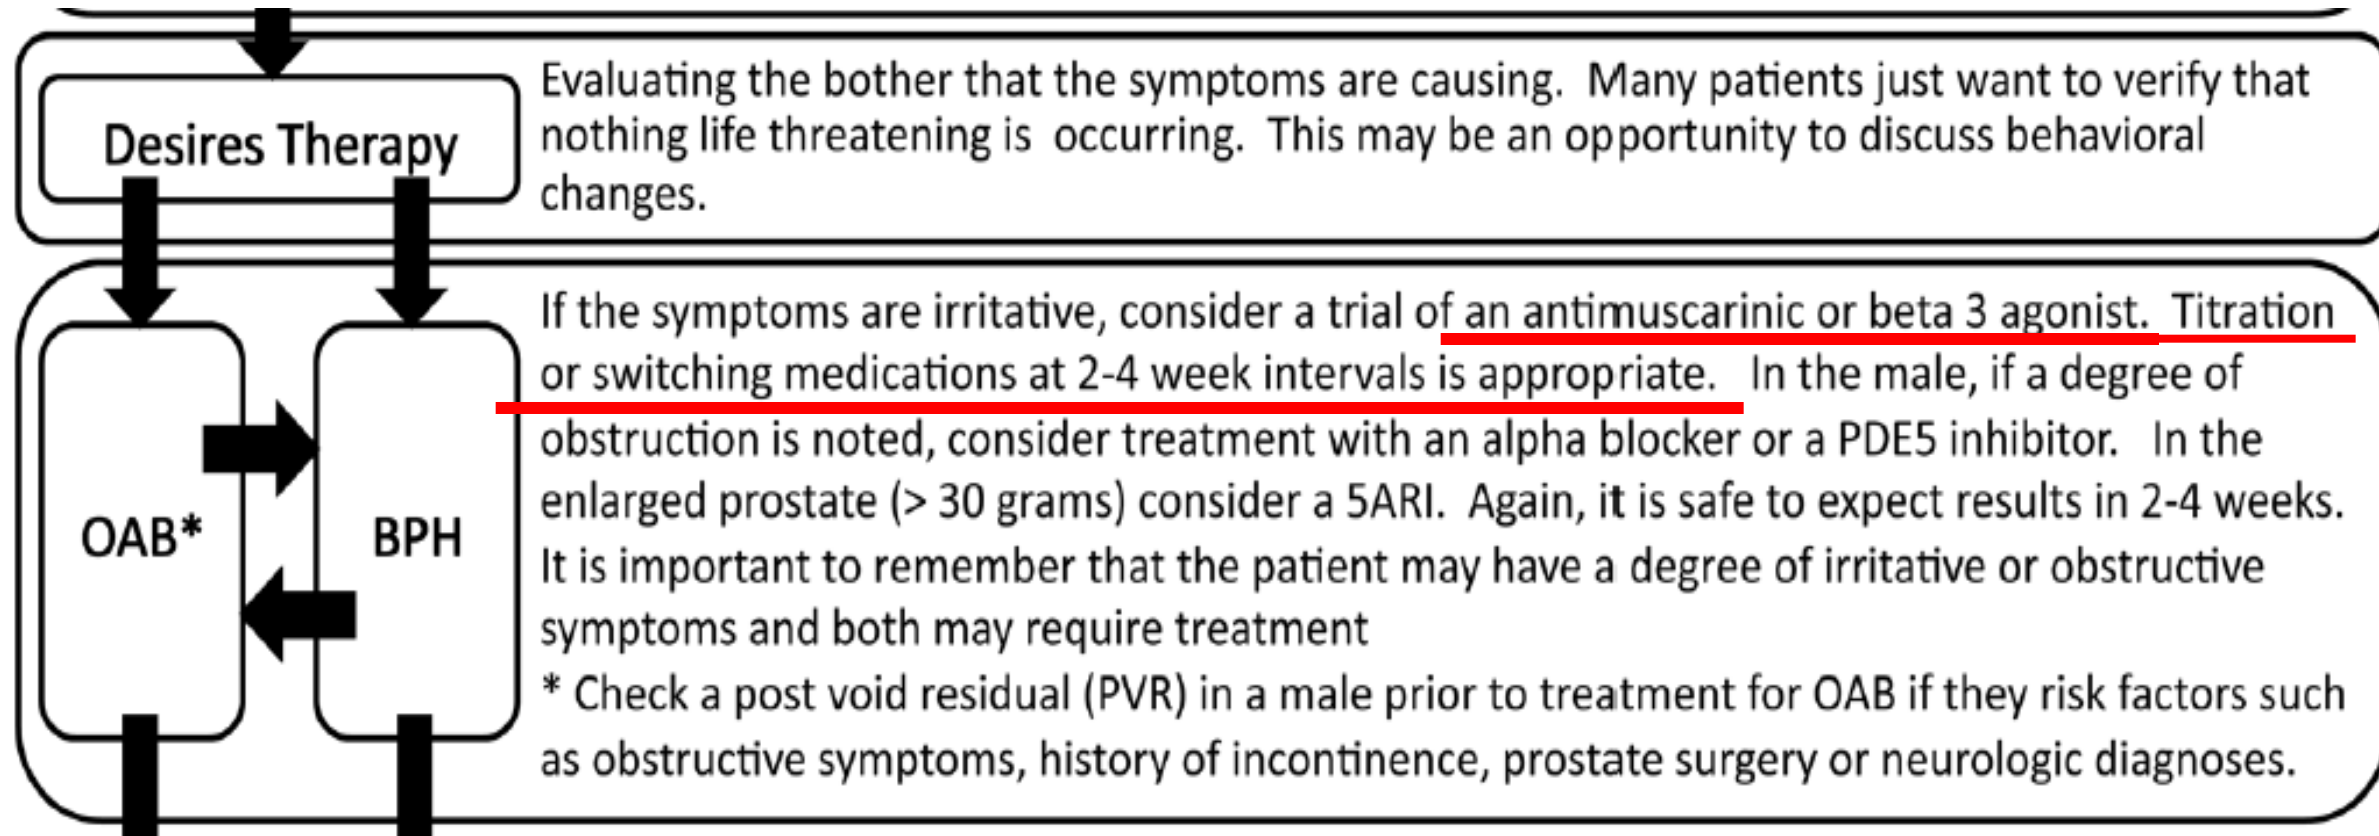 Desires Therapy
Evaluating the bother that the symptoms are causing.  Many patients just want to verify that
nothing life threatening is  occurring.  This may be an opportunity to discuss behavioral
changes.
OAB*
BPH
If the symptoms are irritative, consider a trial of an antimuscarinic or beta 3 agonist.  Titration
or switching medications at 2-4 week intervals is appropriate.   In the male, if a degree of
obstruction is noted, consider treatment with an alpha blocker or a PDE5 inhibitor.   In the
enlarged prostate (> 30 grams) consider a 5ARI.  Again, it is safe to expect results in 2-4 weeks.
It is important to remember that the patient may have a degree of irritative or obstructive
symptoms and both may require treatment
* Check a post void residual (PVR) in a male prior to treatment for OAB if they risk factors such
as obstructive symptoms, history of incontinence, prostate surgery or neurologic diagnoses.